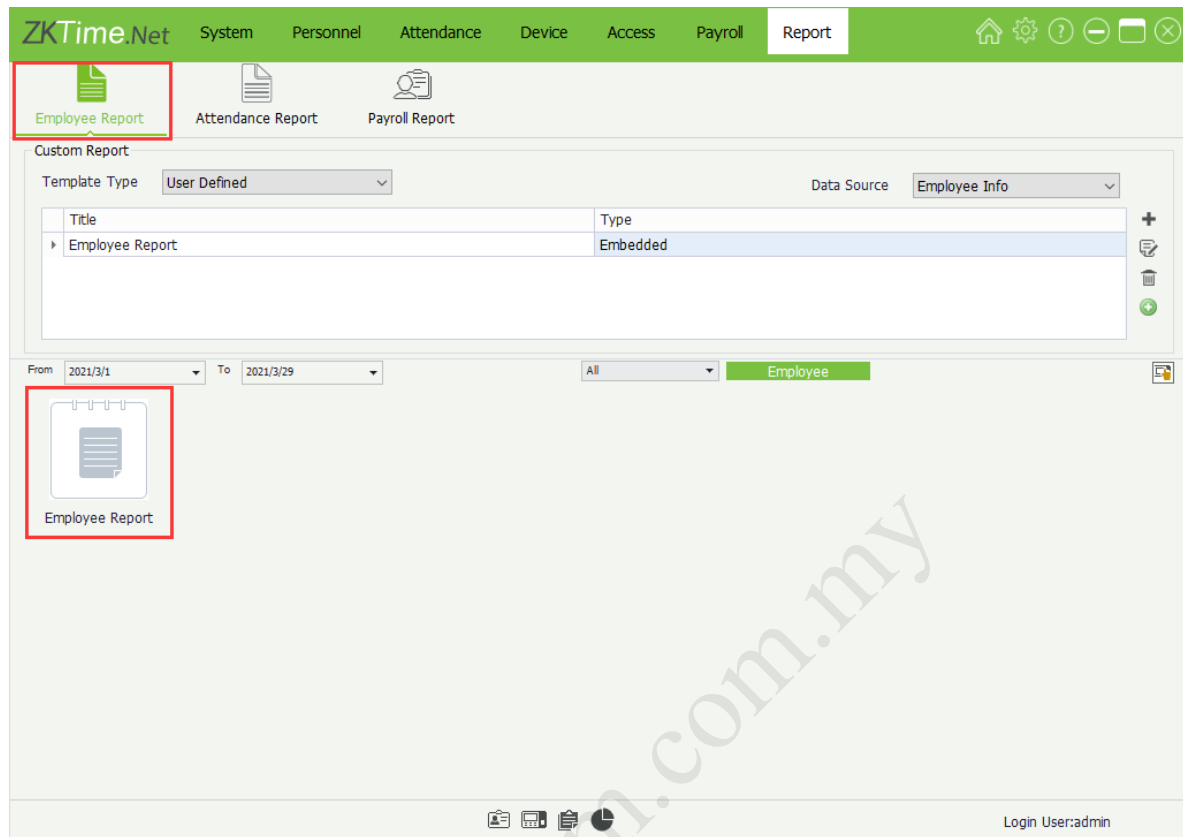 ZKTime.Net System Personnel Attendance Device Access Payroll Report
Employee Report Attendance Report Payroll Report
Custom Report
Template Type User Defined Data Source Employee Info
Title Type
Employee Report Embedded
From 2021/3/1 To 2021/3/29 All Employee
Employee Report
m.com.my
Login User:admin